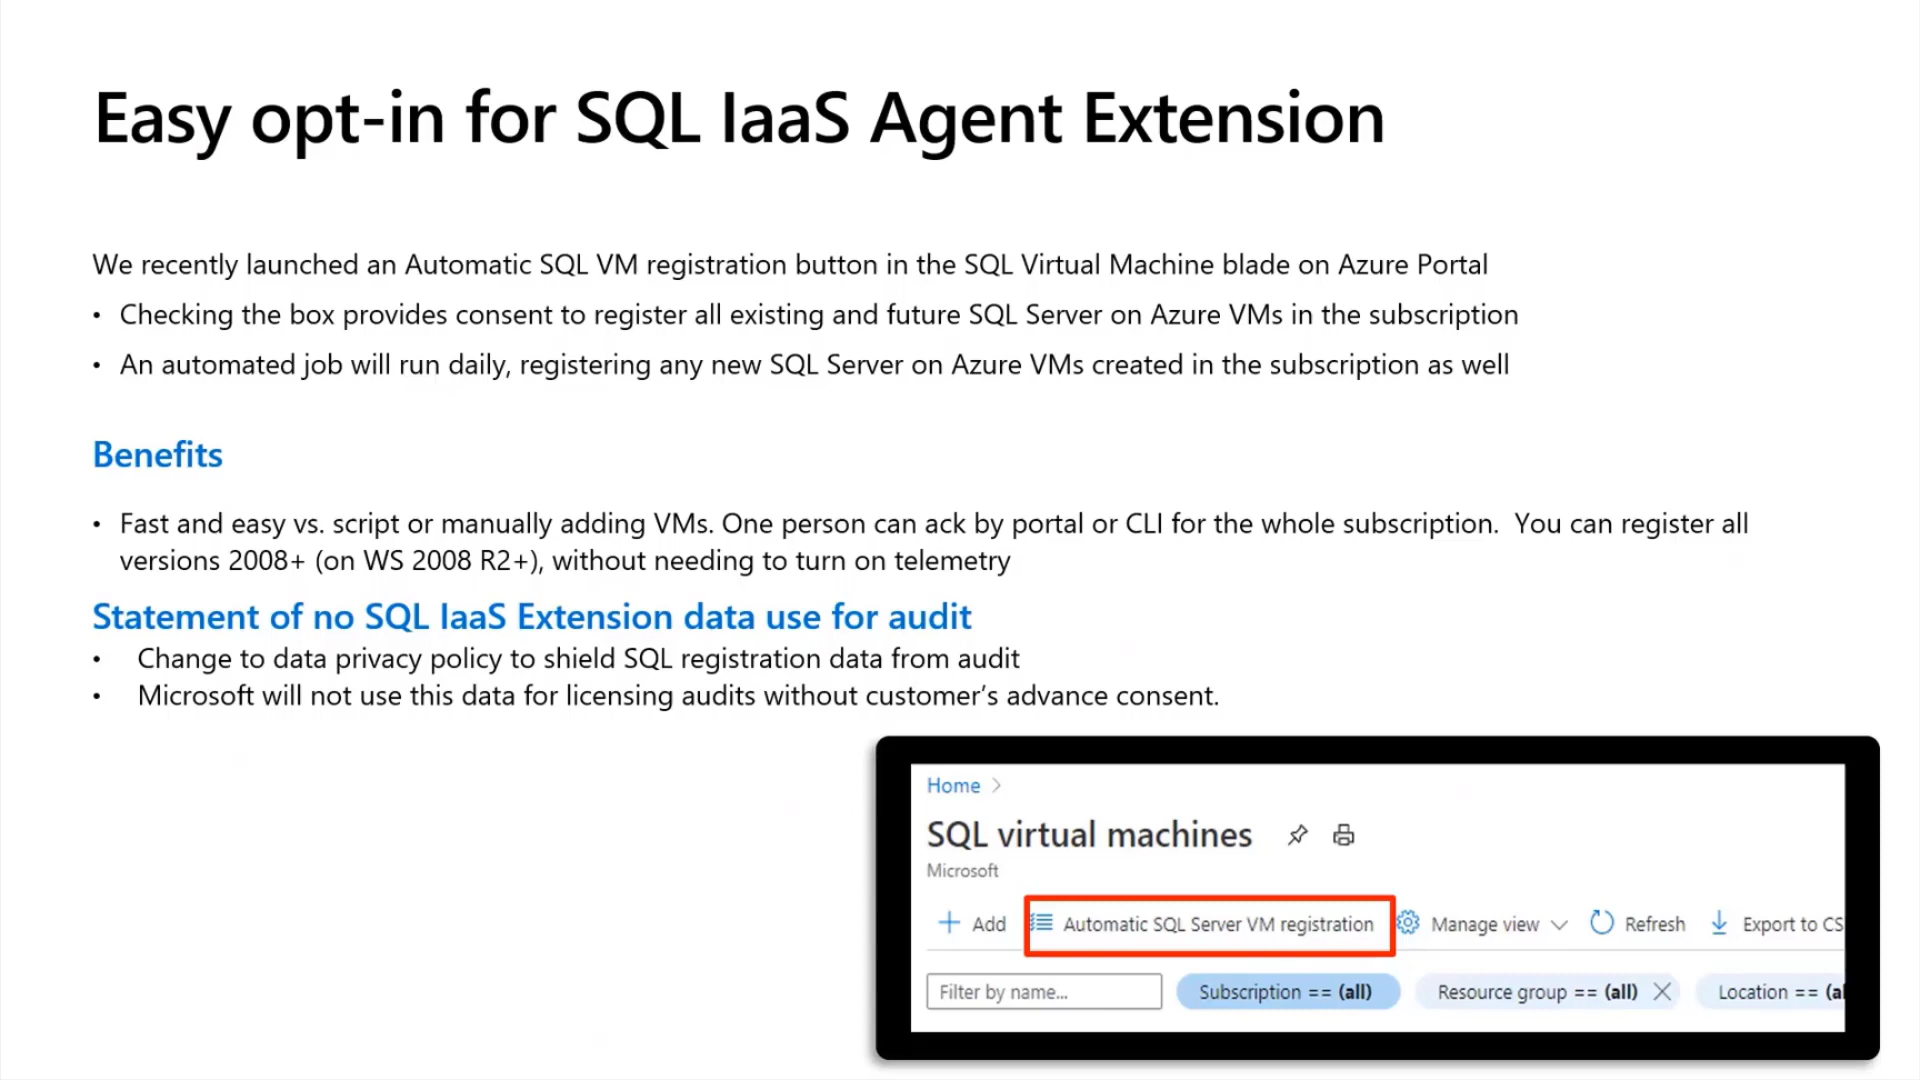 Easy opt-in for SQL IaaS Agent Extension
We recently launched an Automatic SQL VM registration button in the SQL Virtual Machine blade on Azure Portal
• Checking the box provides consent to register all existing and future SQL Server on Azure VMs in the subscription
• An automated job will run daily, registering any new SQL Server on Azure VMs created in the subscription as well
Benefits
• Fast and easy vs. script or manually adding VMs. One person can ack by portal or CLI for the whole subscription. You can register all
versions 2008+ (on WS 2008 R2+), without needing to turn on telemetry
Statement of no SQL IaaS Extension data use for audit
• Change to data privacy policy to shield SQL registration data from audit
• Microsoft will not use this data for licensing audits without customer’s advance consent.
Home >
SQL virtual machines
Microsoft
+ Add Automatic SQL Server VM registration Manage view Refresh Export to CS
Filter by name... Subscription == (all) Resource group == (all) Location == (al